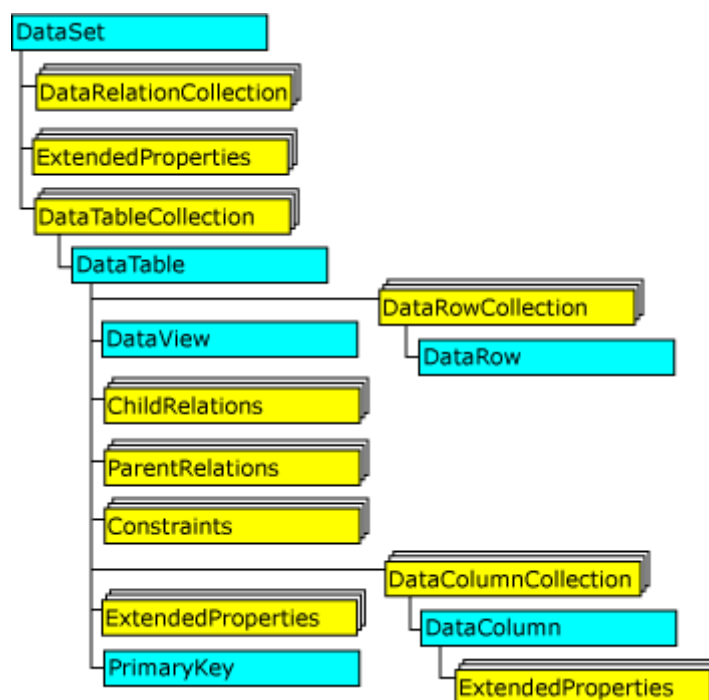 DataSet
DataRelationCollection
ExtendedProperties
DataTableCollection
DataTable
DataRowCollection
DataView
DataRow
ChildRelations
ParentRelations
Constraints
DataColumnCollection
ExtendedProperties
DataColumn
PrimaryKey
ExtendedProperties